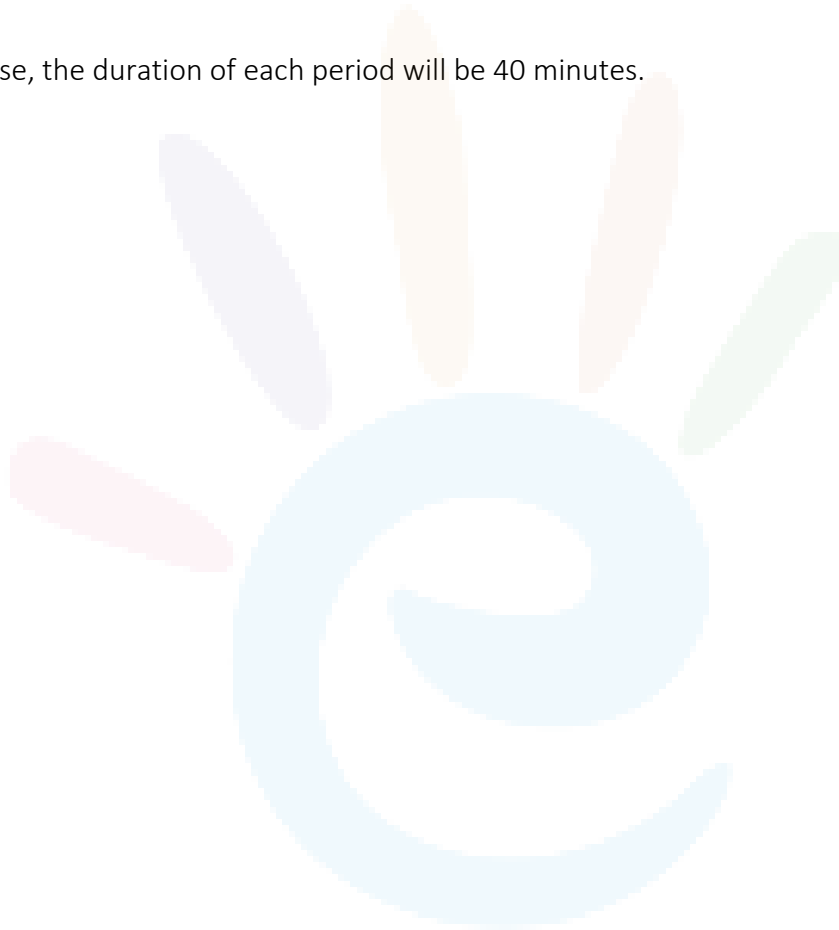 se, the duration of each period will be 40 minutes.